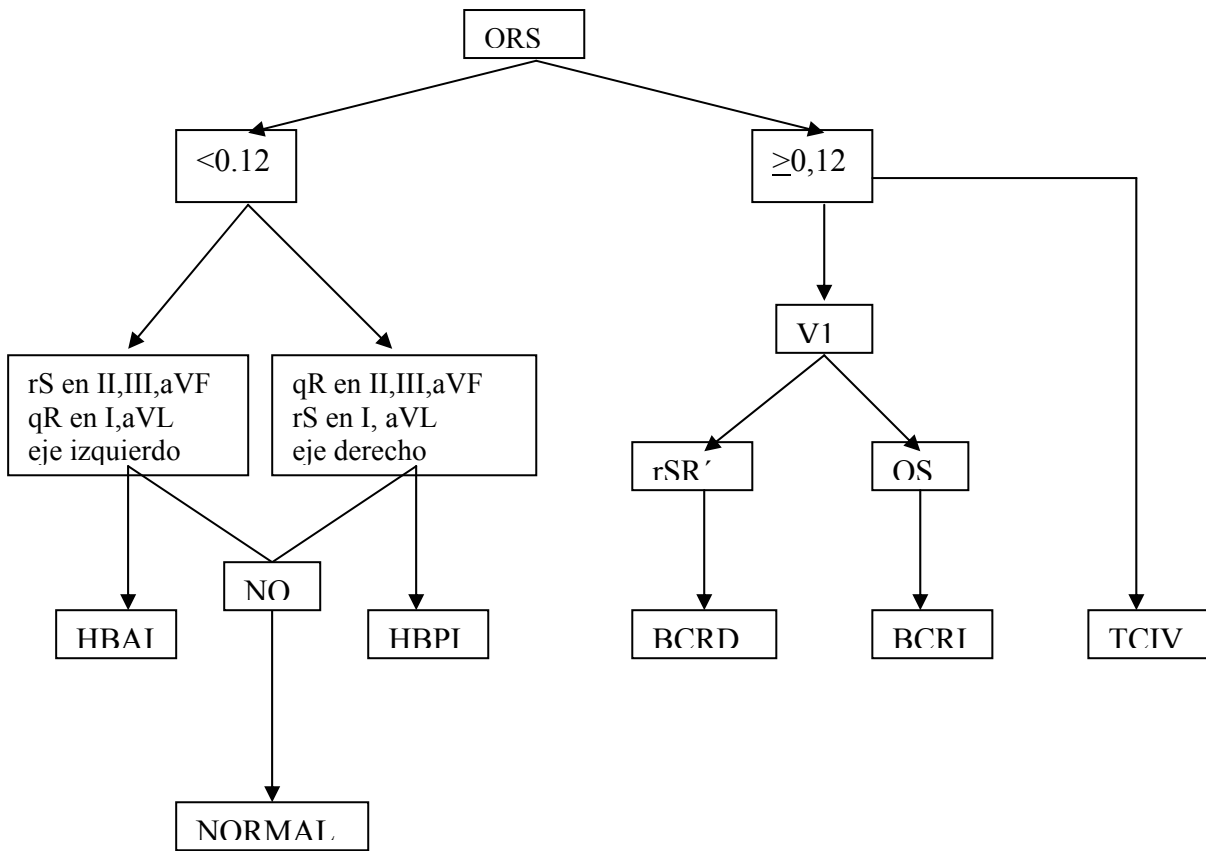 QRS
<0.12
≥0,12
V1
rS en II,III,aVF
qR en I,aVL
eje izquierdo
qR en II,III,aVF
rS en I, aVL
eje derecho
rSR´
QS
NO
HBAI
HBPI
BCRD
BCRI
TCIV
NORMAL